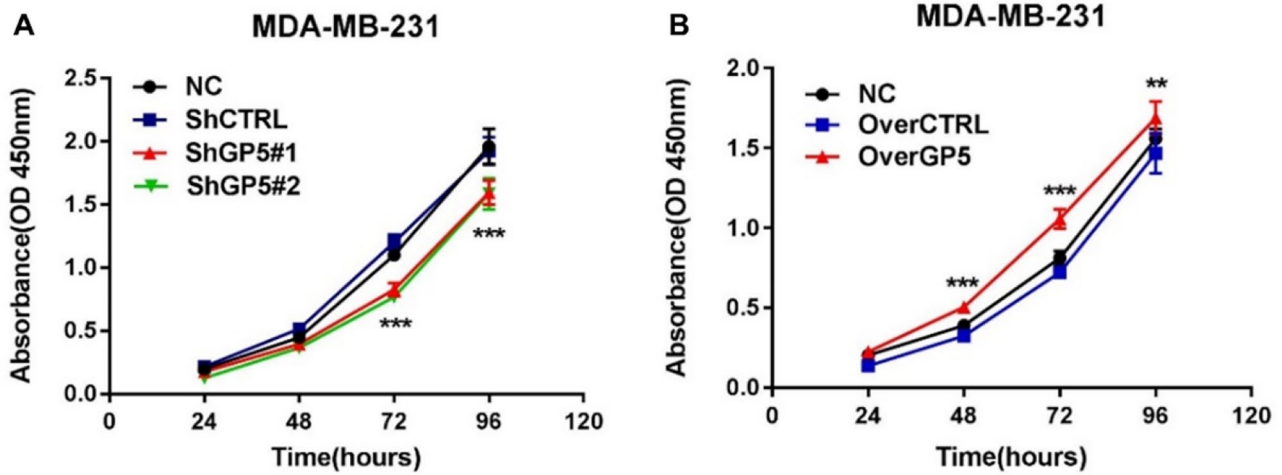 A
MDA-MB-231
NC
ShCTRL
ShGP5#1
ShGP5#2
Absorbance(OD 450nm)
2.5
2.0
1.5
1.0
0.5
0.0
***
***
0 24 48 72 96 120
Time(hours)
B
MDA-MB-231
NC
OverCTRL
OverGP5
Absorbance(OD 450nm)
2.0
1.5
1.0
0.5
0.0
**
***
***
0 24 48 72 96 120
Time(hours)